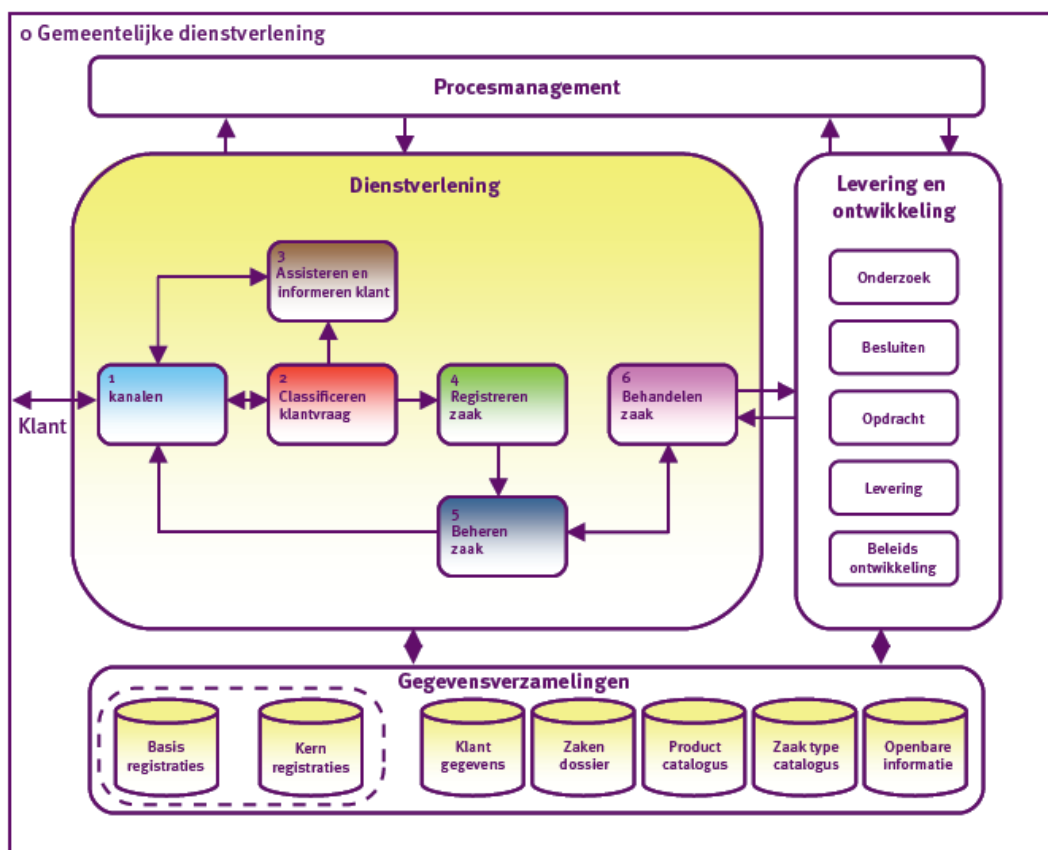 0 Gemeentelijke dienstverlening
Procesmanagement
Dienstverlening
3
Assisteren en
informeren klant
1
kanalen
2
Classificeren
klantvraag
4
Registreren
zaak
6
Behandelen
zaak
Klant
5
Beheren
zaak
Levering en
ontwikkeling
Onderzoek
Besluiten
Opdracht
Levering
Beleids
ontwikkeling
Gegevensverzamelingen
Basis
registraties
Kern
registraties
Klant
gegevens
Zaken
dossier
Product
catalogus
Zaak type
catalogus
Openbare
informatie